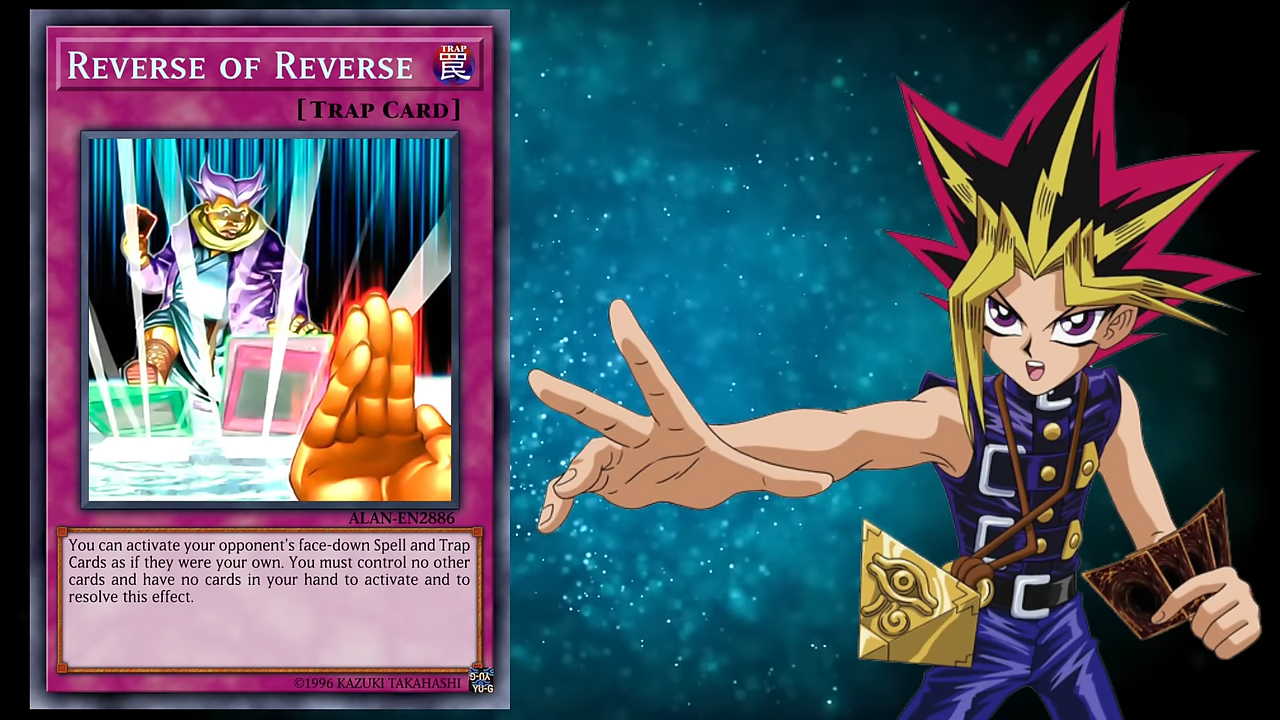 REVERSE OF REVERSE
TRAP
罠
[TRAP CARD]
ALAN-EN2886
You can activate your opponent's face-down Spell and Trap
Cards as if they were your own. You must control no other
cards and have no cards in your hand to activate and to
resolve this effect.
©1996 KAZUKI TAKAHASHI
YU-G